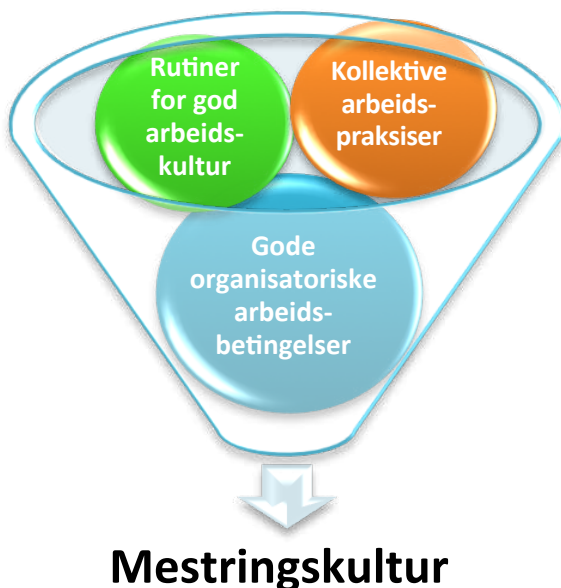 Rutiner
for god
arbeids-
kultur
Kollektive
arbeids-
praksiser
Gode
organisatoriske
arbeids-
betingelser
Mestringskultur